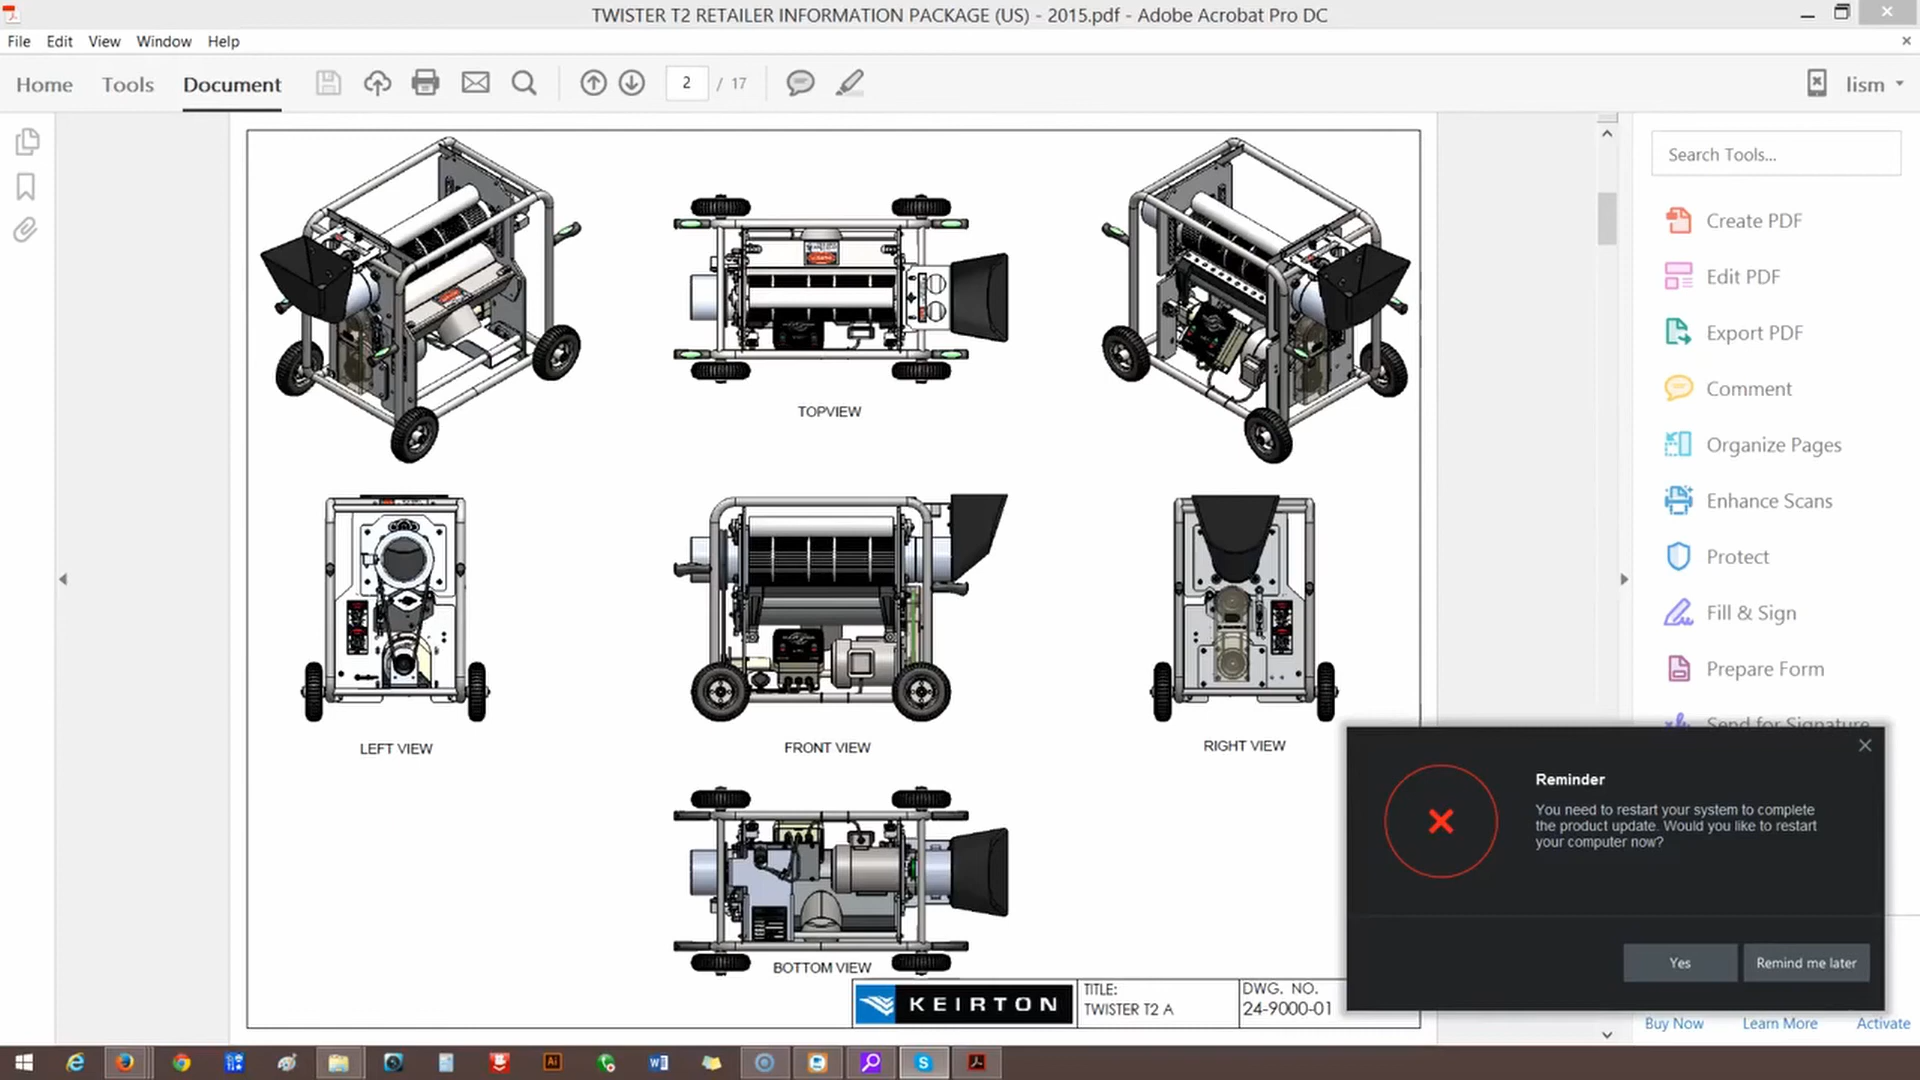 TWISTER T2 RETAILER INFORMATION PACKAGE (US) - 2015.pdf - Adobe Acrobat Pro DC
File Edit View Window Help
Home Tools Document 2 / 17 lism
Search Tools...
Create PDF
Edit PDF
Export PDF
Comment
Organize Pages
Enhance Scans
Protect
Fill & Sign
Prepare Form
Send for Signature
TOPVIEW
LEFT VIEW
FRONT VIEW
RIGHT VIEW
BOTTOM VIEW
KEIRTON
TITLE:
TWISTER T2 A
DWG. NO.
24-9000-01
Reminder
You need to restart your system to complete
the product update. Would you like to restart
your computer now?
Yes Remind me later
Buy Now Learn More Activate